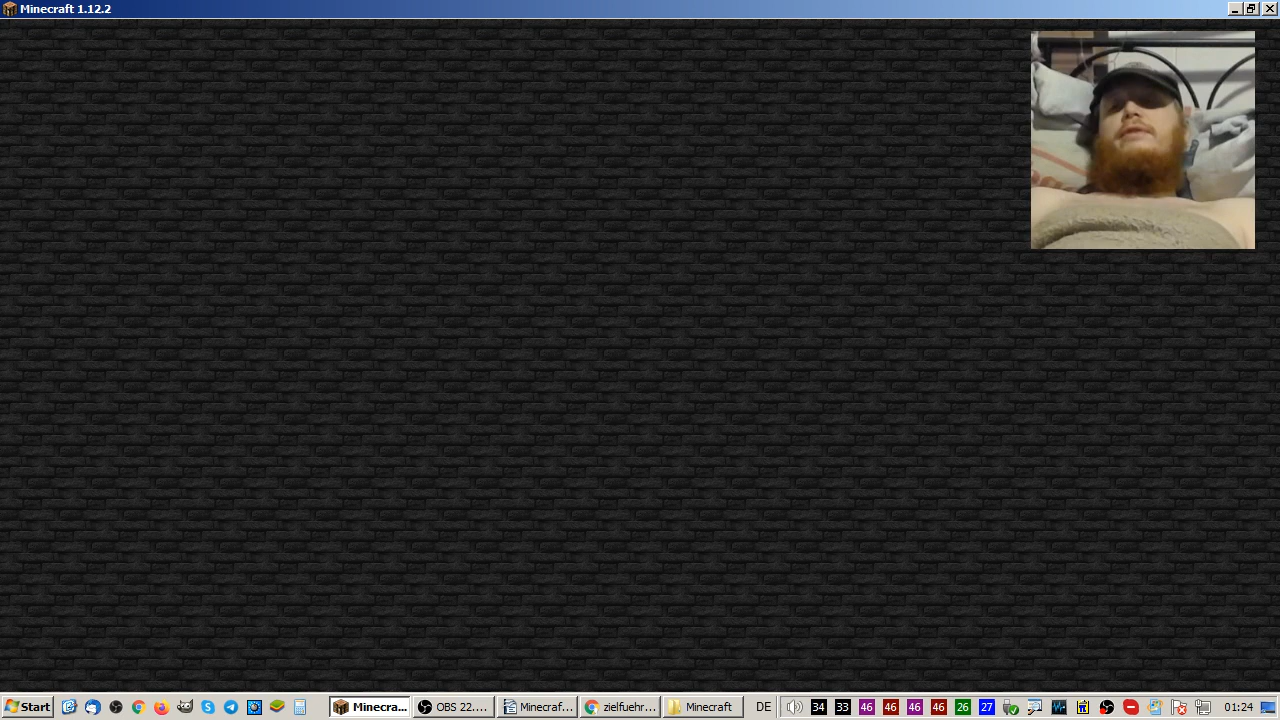 Minecraft 1.12.2
Start
Minecra...
OBS 22....
Minecraf...
zielfuehr...
Minecraft
DE
34
33
46
46
46
46
26
27
01:24